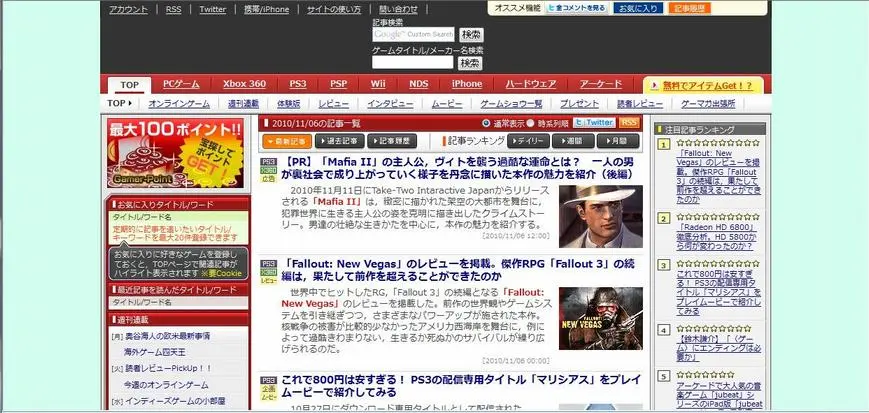 アカウント | RSS | Twitter | 携帯/iPhone | サイトの使い方 | 問い合わせ |
オススメ機能 全コメントを見る お気に入り 記事履歴
記事検索
Google™ Custom Search 検索
ゲームタイトル/メーカー名検索
検索
TOP PCゲーム Xbox 360 PS3 PSP Wii NDS iPhone ハードウェア アーケード 無料でアイテムGet！？
TOP オンラインゲーム 週刊連載 体験版 レビュー インタビュー ムービー ゲームショウ一覧 プレゼント 読者レビュー ゲーマガ出張所
最大100ポイント!!
宝探しで
ポイント
GET!
Gamer-Point
お気に入りタイトル/ワード
タイトル/ワード名
定期的に記事を追いたいタイトル/
キーワードを最大20件登録できます
お気に入りに好きなゲームを登録し
ておくと、TOPページで関連記事が
ハイライト表示されます ※要Cookie
最近記事を読んだタイトル/ワード
タイトル/ワード名
週刊連載
[月] 奥谷海人の欧米最新事情
海外ゲーム四天王
[火] 読者レビューPickUp！！
今週のオンラインゲーム
[水] インディーズゲームの小部屋
2010/11/06の記事一覧 通常表示 時系列順 Twitter RSS
最新記事 過去記事 記事履歴 記事ランキング デイリー 週間 月間
PS3
X360
広告
【PR】「Mafia II」の主人公，ヴィトを襲う過酷な運命とは？ 一人の男
が裏社会で成り上がっていく様子を丹念に描いた本作の魅力を紹介（後編）
2010年11月11日にTake-Two Interactive Japanからリリース
される「Mafia II」は，緻密に描かれた架空の大都市を舞台に，
犯罪世界に生きる主人公の姿を克明に描き出したクライムストー
リー。男達の壮絶な生きかたを中心に，本作の魅力を紹介する。
[2010/11/06 12:00]
PS3
X360
レビュー
「Fallout: New Vegas」のレビューを掲載。傑作RPG「Fallout 3」の続
編は，果たして前作を超えることができたのか
世界中でヒットしたRPG，「Fallout 3」の続編となる「Fallout:
New Vegas」のレビューを掲載した。前作の世界観やゲームシステ
ムを引き継ぎつつ，さまざまなパワーアップが施された本作。
核戦争の被害が比較的少なかったアメリカ西海岸を舞台に，例に
よって過酷きわまりない，生きるか死ぬかのサバイバルが繰り広
げられるのだ。
[2010/11/06 00:00]
FALLOUT
NEW VEGAS
PS3
企画
ムービー
これで800円は安すぎる！ PS3の配信専用タイトル「マリシアス」をプレイ
ムービーで紹介してみる
10月27日にダウンロード専用タイトルとして配信された
注目記事ランキング
1
「Fallout: New
Vegas」のレビューを掲
載。傑作RPG「Fallout
3」の続編は，果たして前
作を超えることができた
のか
2
「Radeon HD 6800」
徹底分析。HD 5800か
ら何が変わったのか？
3
これで800円は安すぎ
る！ PS3の配信専用タイ
トル「マリシアス」をプ
レイムービーで紹介して
みる
4
【鈴木謙介】「〈ゲー
ム〉にエンディングは必
要か」
5
アーケードで大人気の音
楽ゲーム「jubeat」シ
リーズのiPad版「jubeat